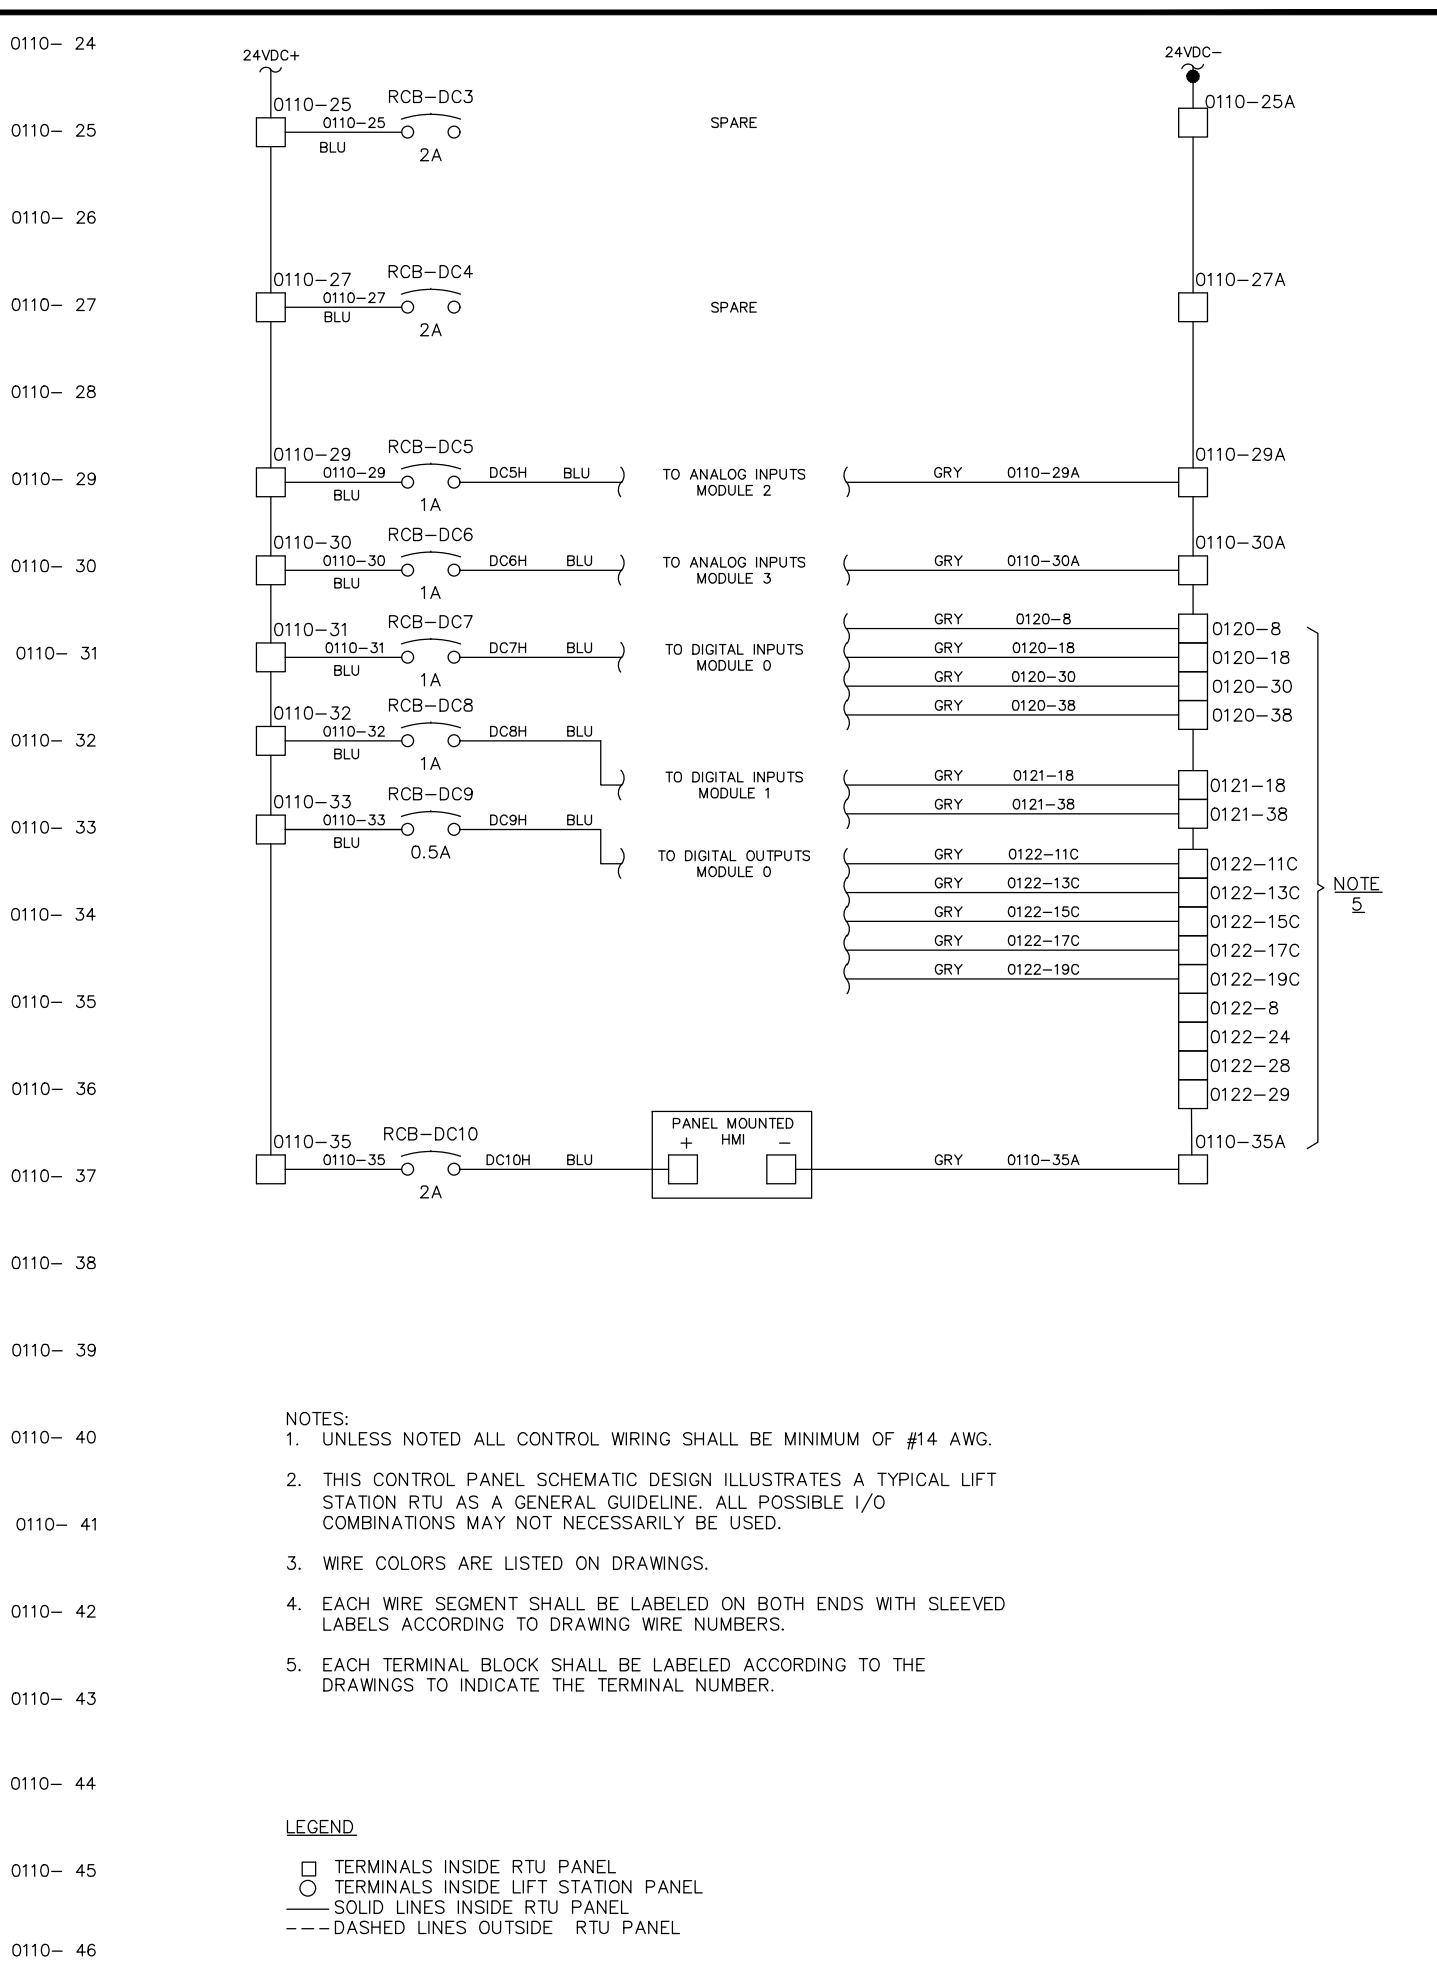 0110- 24
24VDC+
24VDC-
0110-25
RCB-DC3
0110-25A
0110- 25
0110-25
BLU
2A
SPARE
0110- 26
0110-27
RCB-DC4
0110-27A
0110- 27
0110-27
BLU
2A
SPARE
0110- 28
0110-29
RCB-DC5
0110-29A
0110- 29
0110-29
BLU
1A
DC5H BLU
TO ANALOG INPUTS
MODULE 2
GRY 0110-29A
0110-30
RCB-DC6
0110-30A
0110- 30
0110-30
BLU
1A
DC6H BLU
TO ANALOG INPUTS
MODULE 3
GRY 0110-30A
0110-31
RCB-DC7
0110- 31
0110-31
BLU
1A
DC7H BLU
TO DIGITAL INPUTS
MODULE 0
GRY 0120-8
0120-8
GRY 0120-18
0120-18
GRY 0120-30
0120-30
GRY 0120-38
0120-38
0110-32
RCB-DC8
0110- 32
0110-32
BLU
1A
DC8H BLU
TO DIGITAL INPUTS
MODULE 1
GRY 0121-18
0121-18
GRY 0121-38
0121-38
0110-33
RCB-DC9
0110- 33
0110-33
BLU
0.5A
DC9H BLU
TO DIGITAL OUTPUTS
MODULE 0
GRY 0122-11C
0122-11C
GRY 0122-13C
0122-13C
NOTE
5
0110- 34
GRY 0122-15C
0122-15C
GRY 0122-17C
0122-17C
GRY 0122-19C
0122-19C
0110- 35
0122-8
0122-24
0122-28
0110- 36
0122-29
0110-35
RCB-DC10
PANEL MOUNTED
HMI
+ -
0110-35A
0110- 37
0110-35
2A
DC10H BLU
GRY 0110-35A
0110- 38
0110- 39
0110- 40
NOTES:
1. UNLESS NOTED ALL CONTROL WIRING SHALL BE MINIMUM OF #14 AWG.
2. THIS CONTROL PANEL SCHEMATIC DESIGN ILLUSTRATES A TYPICAL LIFT
STATION RTU AS A GENERAL GUIDELINE. ALL POSSIBLE I/O
COMBINATIONS MAY NOT NECESSARILY BE USED.
0110- 41
3. WIRE COLORS ARE LISTED ON DRAWINGS.
0110- 42
4. EACH WIRE SEGMENT SHALL BE LABELED ON BOTH ENDS WITH SLEEVED
LABELS ACCORDING TO DRAWING WIRE NUMBERS.
5. EACH TERMINAL BLOCK SHALL BE LABELED ACCORDING TO THE
DRAWINGS TO INDICATE THE TERMINAL NUMBER.
0110- 43
0110- 44
LEGEND
0110- 45
TERMINALS INSIDE RTU PANEL
TERMINALS INSIDE LIFT STATION PANEL
SOLID LINES INSIDE RTU PANEL
DASHED LINES OUTSIDE RTU PANEL
0110- 46